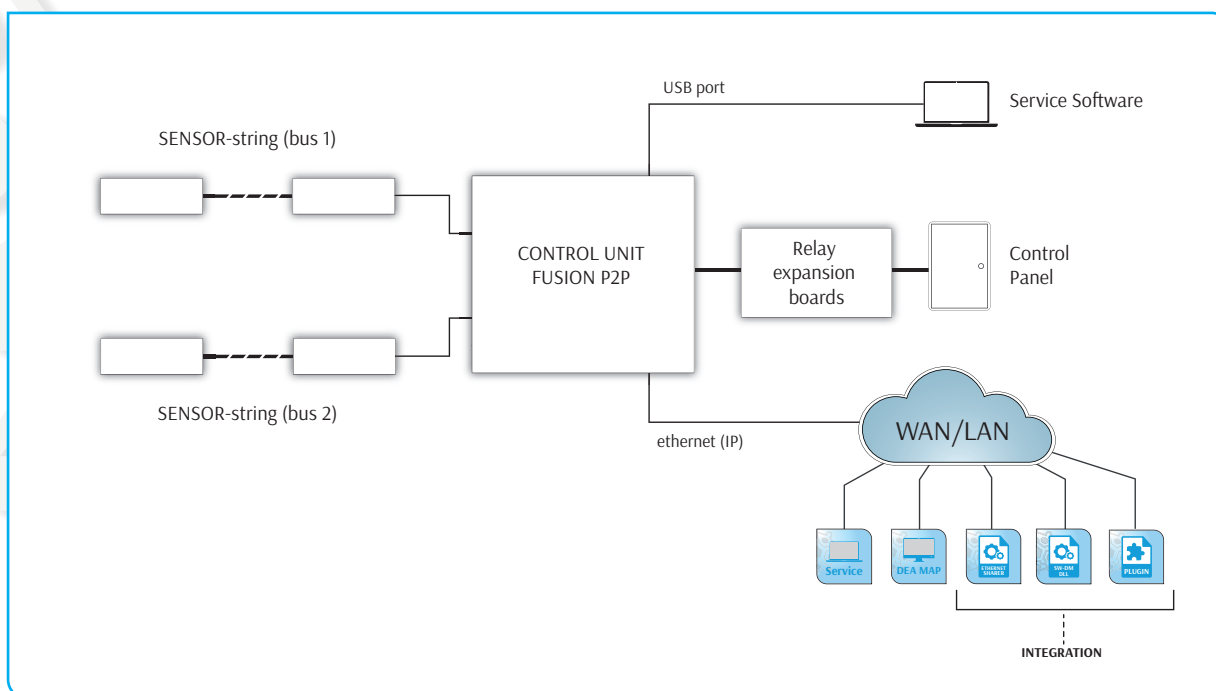 USB port
Service Software
SENSOR-string (bus 1)
CONTROL UNIT
FUSION P2P
Relay
expansion
boards
Control
Panel
SENSOR-string (bus 2)
ethernet (IP)
WAN/LAN
Service
DEA MAP
ETHERNET
SHARER
SW-DM
DLL
PLUGIN
INTEGRATION